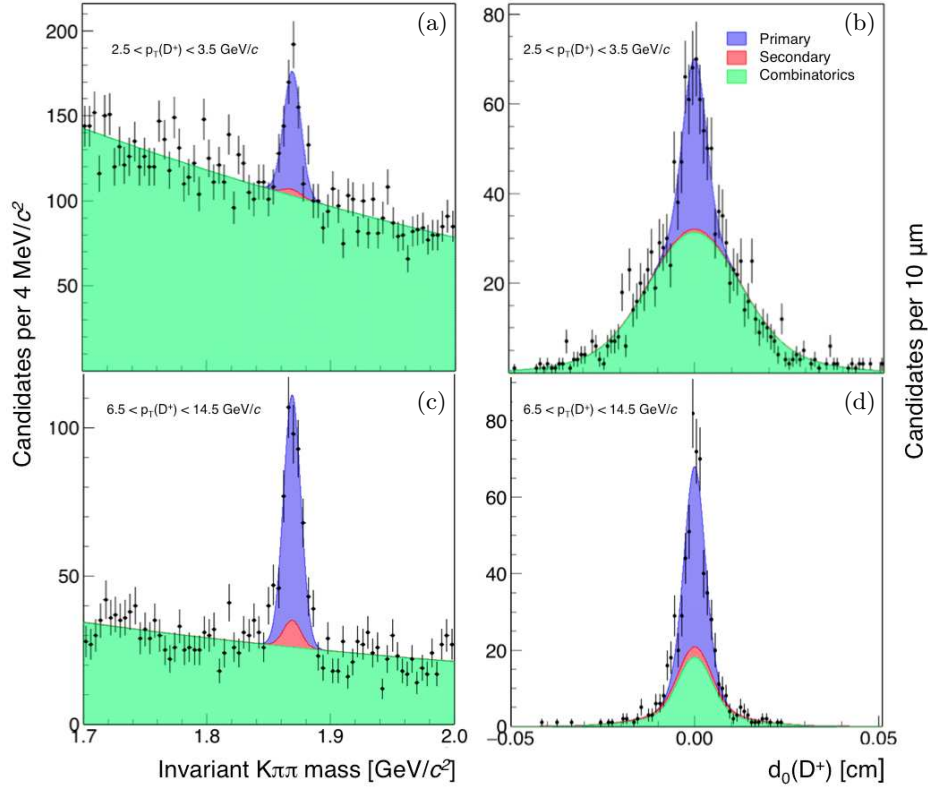 (a)
2.5 < pT(D+) < 3.5 GeV/c
200
150
100
50
Candidates per 4 MeV/c²
(b)
2.5 < pT(D+) < 3.5 GeV/c
Primary
Secondary
Combinatorics
80
60
40
20
Candidates per 10 μm
(c)
6.5 < pT(D+) < 14.5 GeV/c
100
50
0
1.7
1.8
1.9
2.0
Invariant Kππ mass [GeV/c²]
(d)
6.5 < pT(D+) < 14.5 GeV/c
80
60
40
20
0
−0.05
0.00
0.05
d₀(D⁺) [cm]